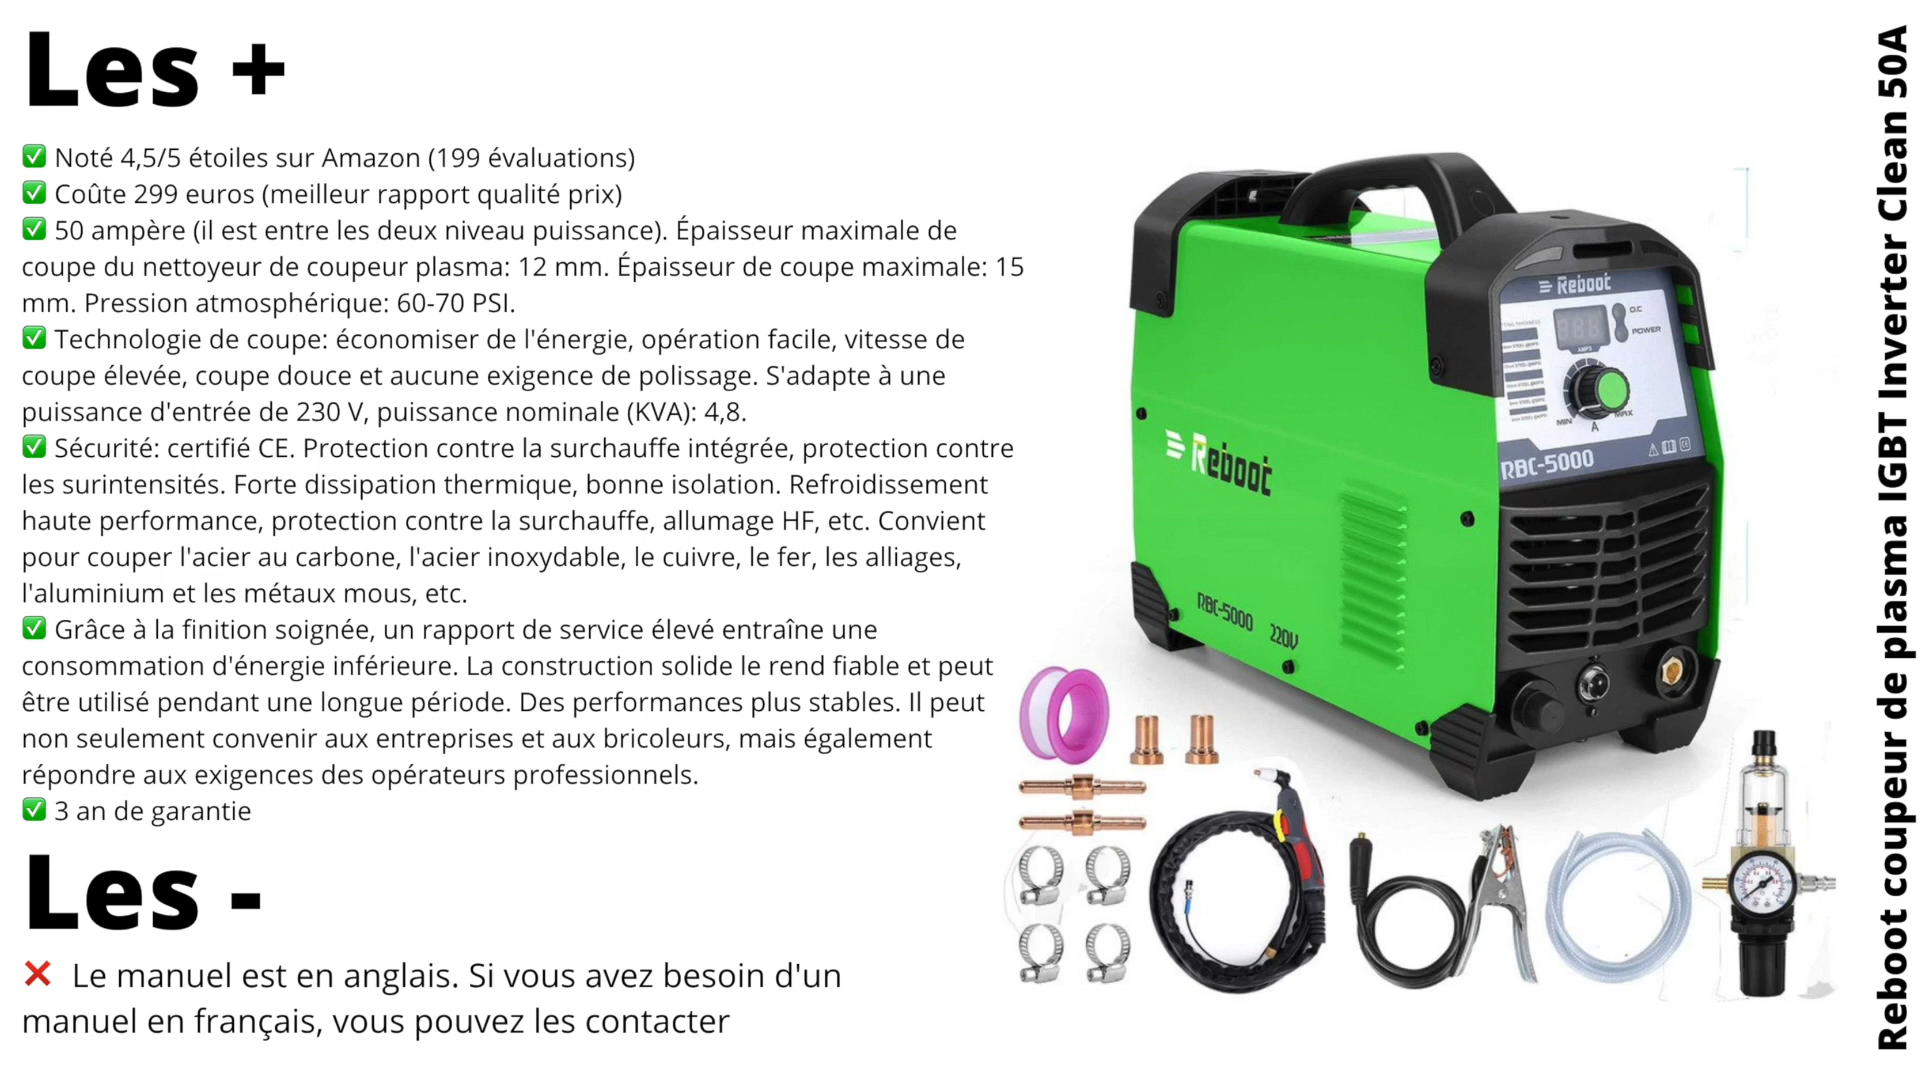 Les +
✅ Noté 4,5/5 étoiles sur Amazon (199 évaluations)
✅ Coûte 299 euros (meilleur rapport qualité prix)
✅ 50 ampère (il est entre les deux niveau puissance). Épaisseur maximale de
coupe du nettoyeur de coupeur plasma: 12 mm. Épaisseur de coupe maximale: 15
mm. Pression atmosphérique: 60-70 PSI.
✅ Technologie de coupe: économiser de l'énergie, opération facile, vitesse de
coupe élevée, coupe douce et aucune exigence de polissage. S'adapte à une
puissance d'entrée de 230 V, puissance nominale (KVA): 4,8.
✅ Sécurité: certifié CE. Protection contre la surchauffe intégrée, protection contre
les surintensités. Forte dissipation thermique, bonne isolation. Refroidissement
haute performance, protection contre la surchauffe, allumage HF, etc. Convient
pour couper l'acier au carbone, l'acier inoxydable, le cuivre, le fer, les alliages,
l'aluminium et les métaux mous, etc.
✅ Grâce à la finition soignée, un rapport de service élevé entraîne une
consommation d'énergie inférieure. La construction solide le rend fiable et peut
être utilisé pendant une longue période. Des performances plus stables. Il peut
non seulement convenir aux entreprises et aux bricoleurs, mais également
répondre aux exigences des opérateurs professionnels.
✅ 3 an de garantie
Les -
❌ Le manuel est en anglais. Si vous avez besoin d'un
manuel en français, vous pouvez les contacter
Reboot
O.C
POWER
AMPS
MIN A MAX
RBC-5000
Reboot
RBC-5000 220V
Reboot coupeur de plasma IGBT Inverter Clean 50A